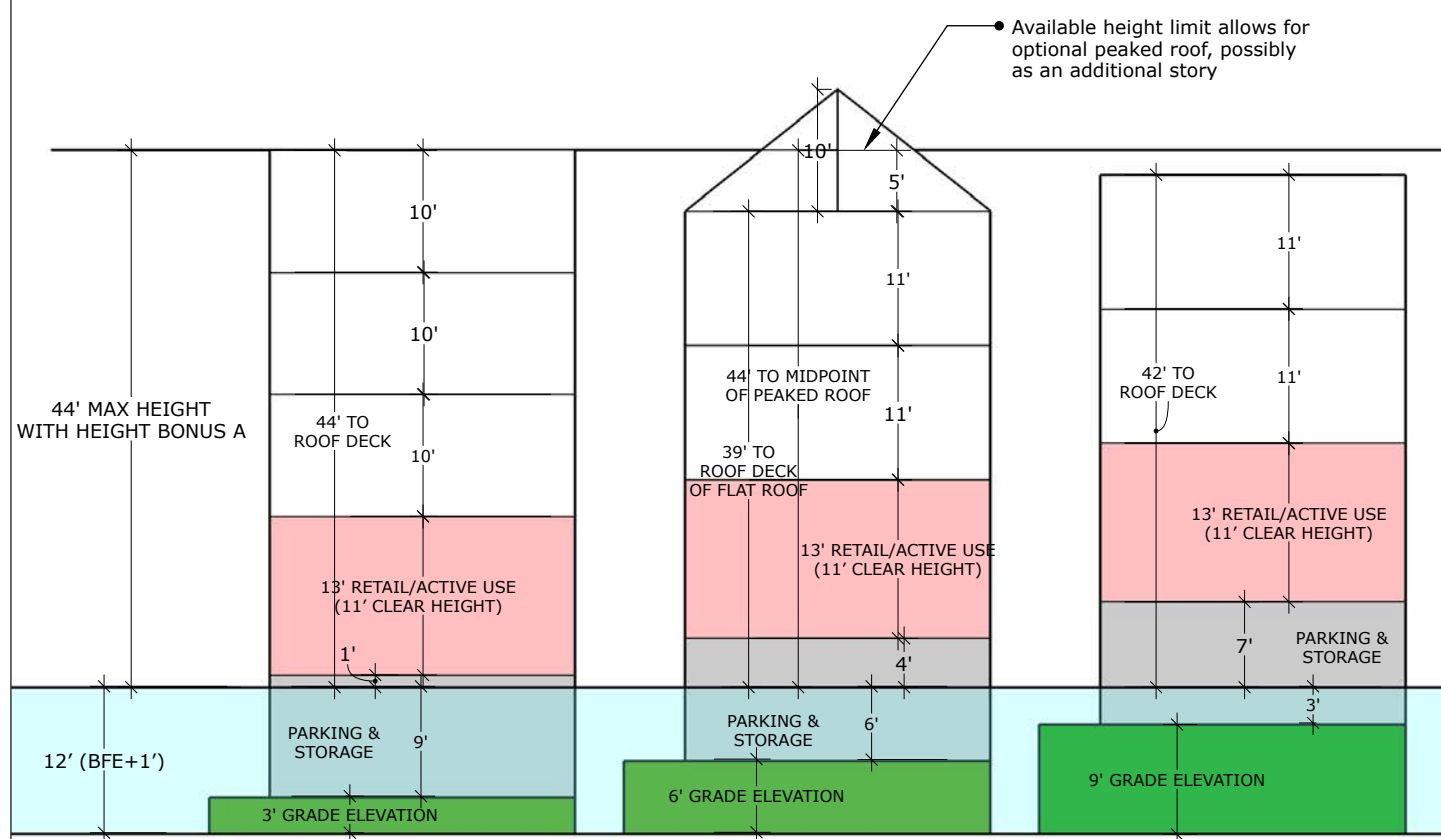 Available height limit allows for
optional peaked roof, possibly
as an additional story
44' MAX HEIGHT
WITH HEIGHT BONUS A
12’ (BFE+1’)
10'
10'
44' TO
ROOF DECK
10'
13' RETAIL/ACTIVE USE
(11’ CLEAR HEIGHT)
1'
PARKING &
STORAGE
9'
3' GRADE ELEVATION
10'
5'
11'
44' TO MIDPOINT
OF PEAKED ROOF
11'
39' TO
ROOF DECK
OF FLAT ROOF
13' RETAIL/ACTIVE USE
(11’ CLEAR HEIGHT)
4'
PARKING &
STORAGE
6'
6' GRADE ELEVATION
11'
42' TO
ROOF DECK
11'
13' RETAIL/ACTIVE USE
(11’ CLEAR HEIGHT)
7'
PARKING &
STORAGE
3'
9' GRADE ELEVATION